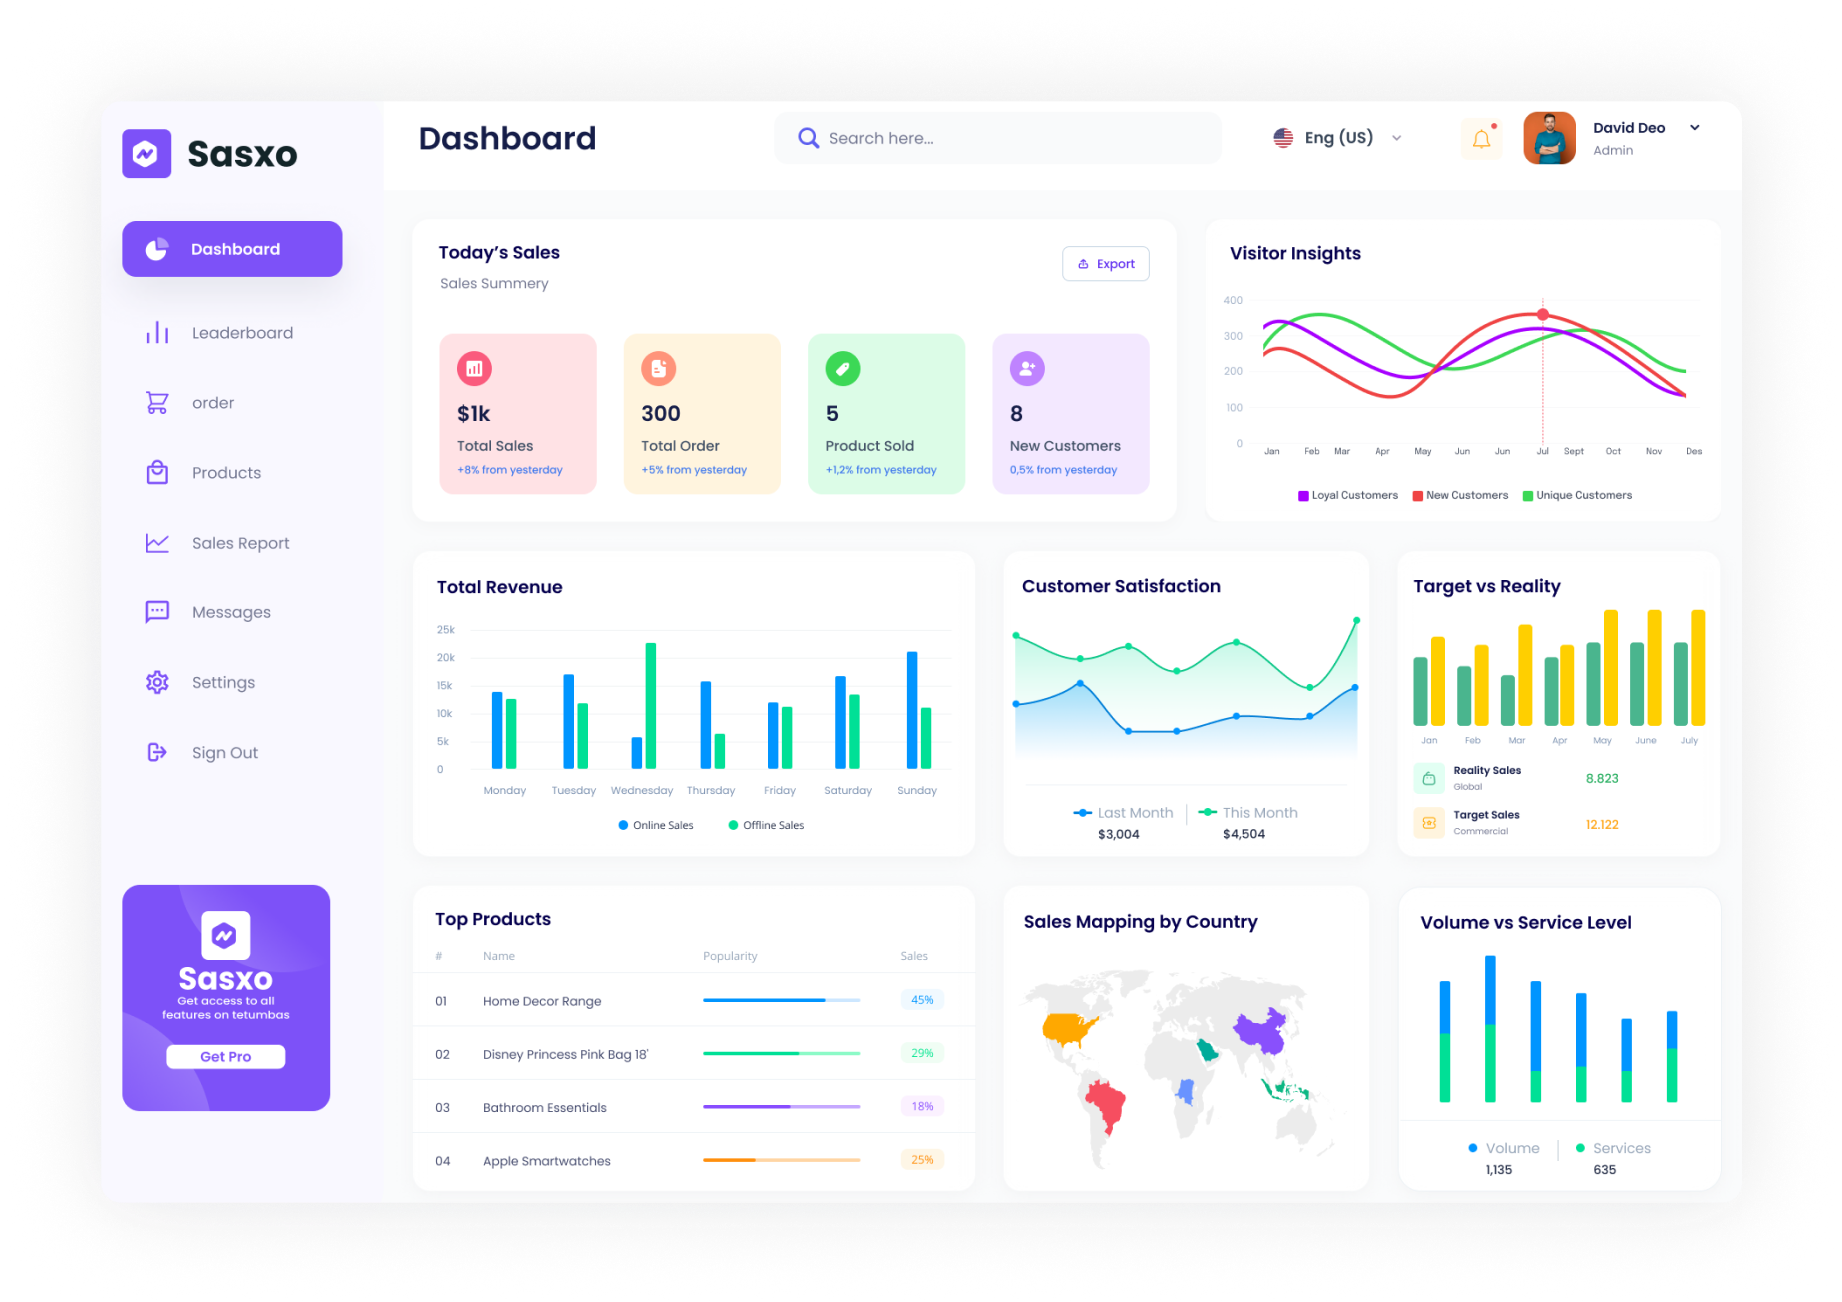 Sasxo
Dashboard
Leaderboard
order
Products
Sales Report
Messages
Settings
Sign Out
Sasxo
Get access to all
features on tetumbas
Get Pro
Dashboard
Search here...
Eng (US)
David Deo
Admin
Today's Sales
Sales Summery
Export
$1k
Total Sales
+8% from yesterday
300
Total Order
+5% from yesterday
5
Product Sold
+1,2% from yesterday
8
New Customers
0,5% from yesterday
Visitor Insights
400
300
200
100
0
Jan Feb Mar Apr May Jun Jun Jul Sept Oct Nov Des
Loyal Customers New Customers Unique Customers
Total Revenue
25k
20k
15k
10k
5k
0
Monday Tuesday Wednesday Thursday Friday Saturday Sunday
Online Sales Offline Sales
Customer Satisfaction
Last Month This Month
$3,004 $4,504
Target vs Reality
Jan Feb Mar Apr May June July
Reality Sales
Global
8.823
Target Sales
Commercial
12.122
Top Products
# Name Popularity Sales
01 Home Decor Range 45%
02 Disney Princess Pink Bag 18' 29%
03 Bathroom Essentials 18%
04 Apple Smartwatches 25%
Sales Mapping by Country
Volume vs Service Level
Volume Services
1,135 635